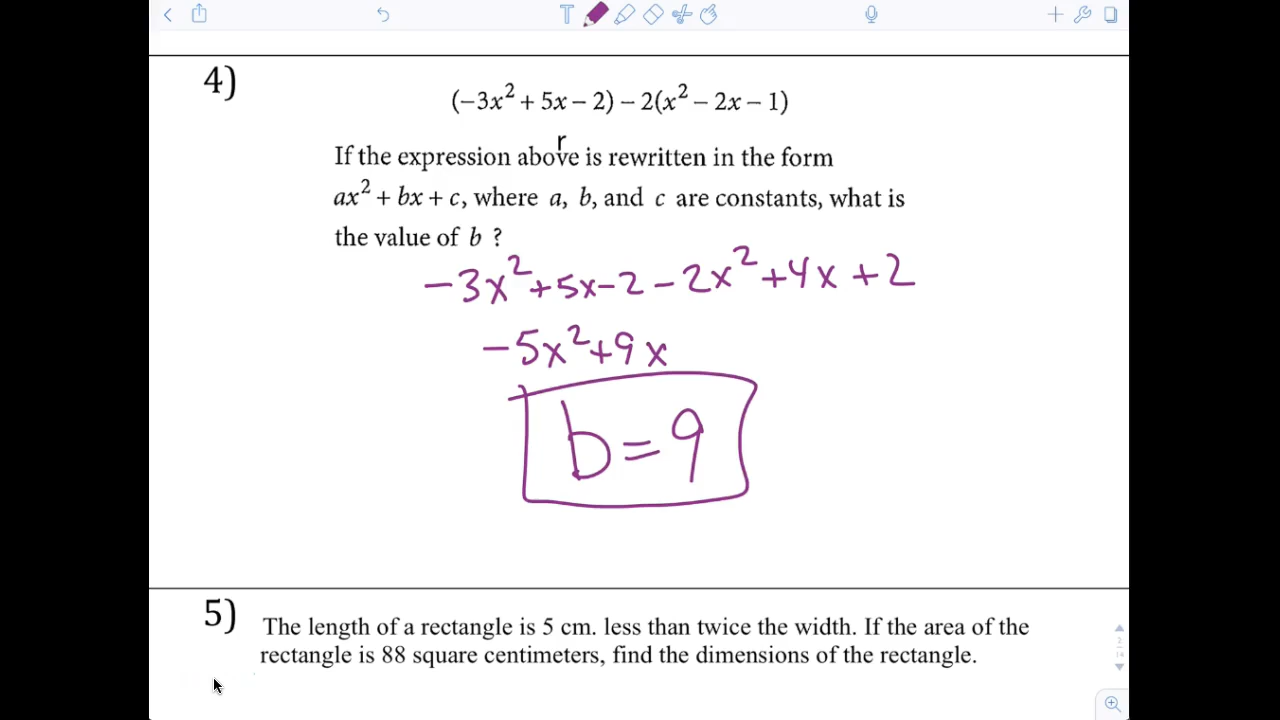 T
4)
(−3x² + 5x − 2) − 2(x² − 2x − 1)
r
If the expression above is rewritten in the form
ax² + bx + c, where a, b, and c are constants, what is
the value of b ?
−3x² + 5x − 2 − 2x² + 4x + 2
−5x² + 9x
b = 9
5)
The length of a rectangle is 5 cm. less than twice the width. If the area of the
rectangle is 88 square centimeters, find the dimensions of the rectangle.
2
14